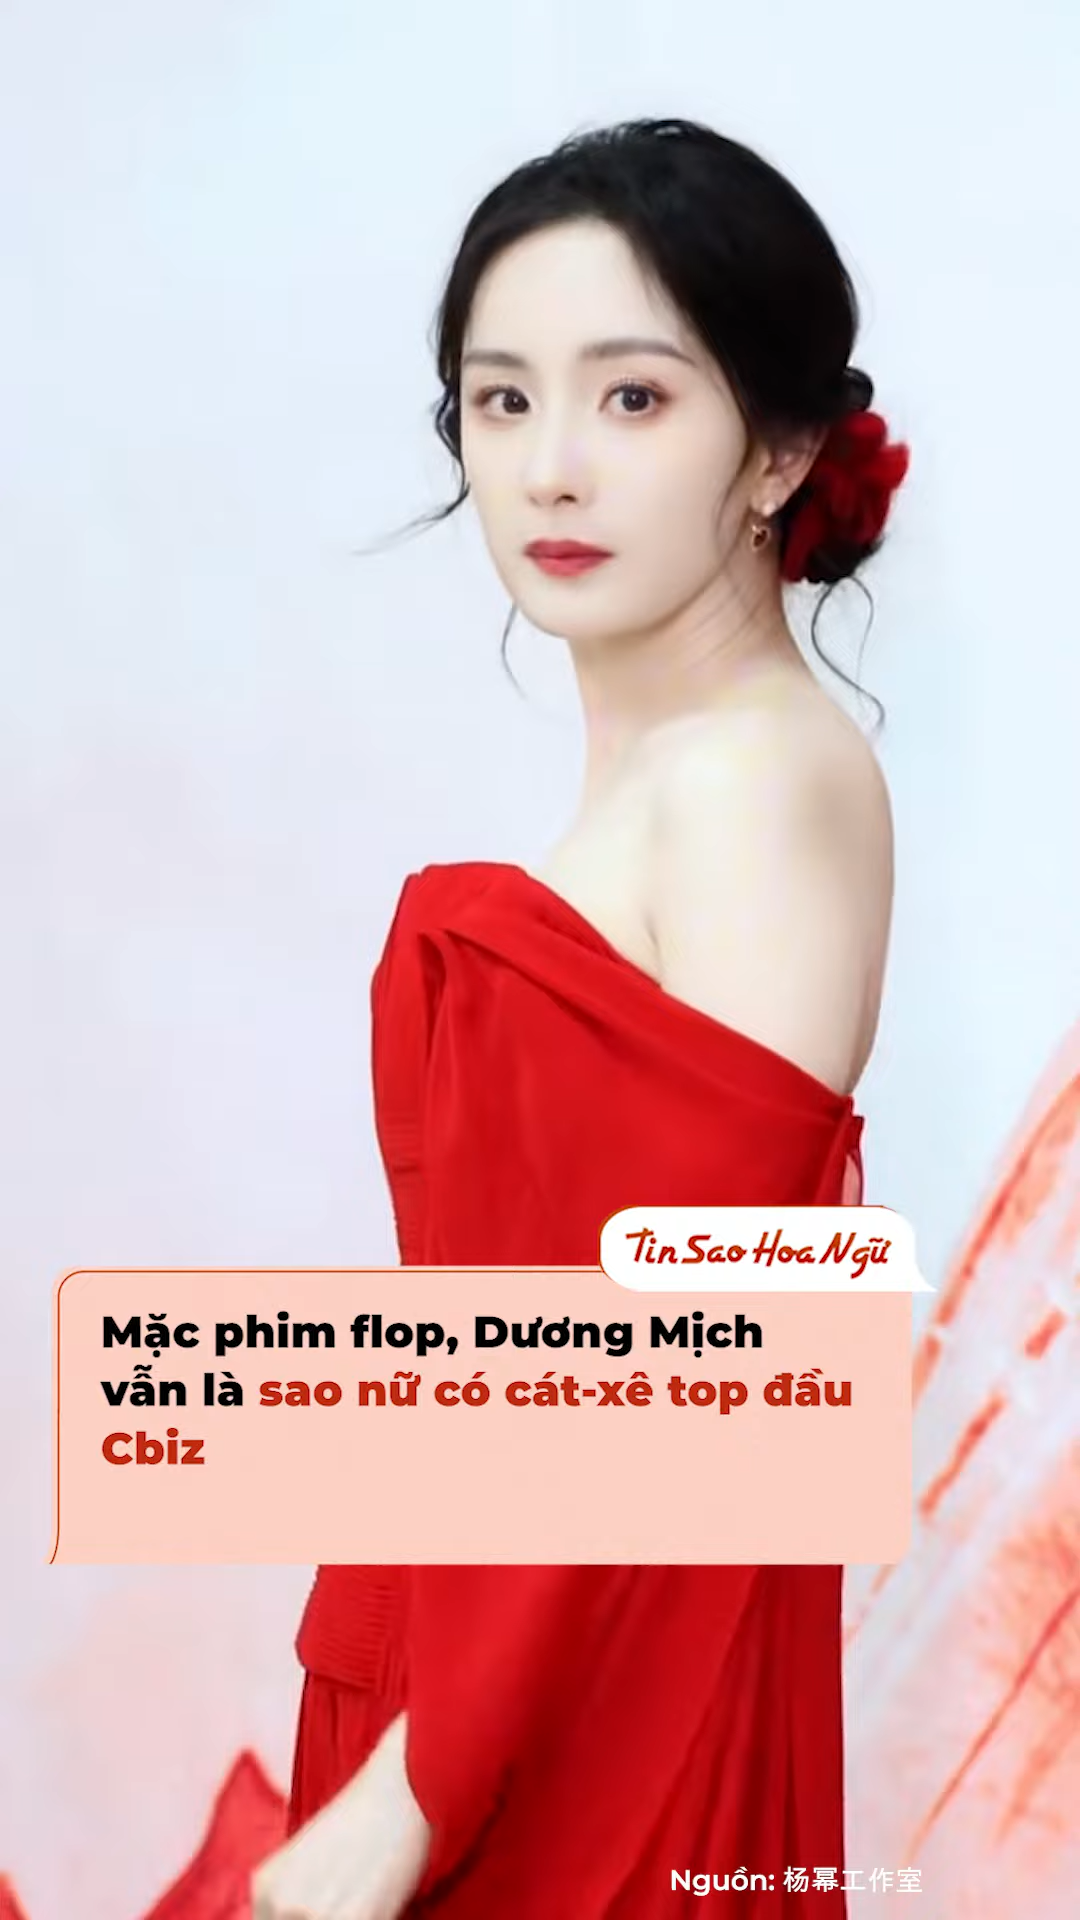 Tin Sao Hoa Ngữ
Mặc phim flop, Dương Mịch
vẫn là sao nữ có cát-xê top đầu
Cbiz
Nguồn: 杨幂工作室